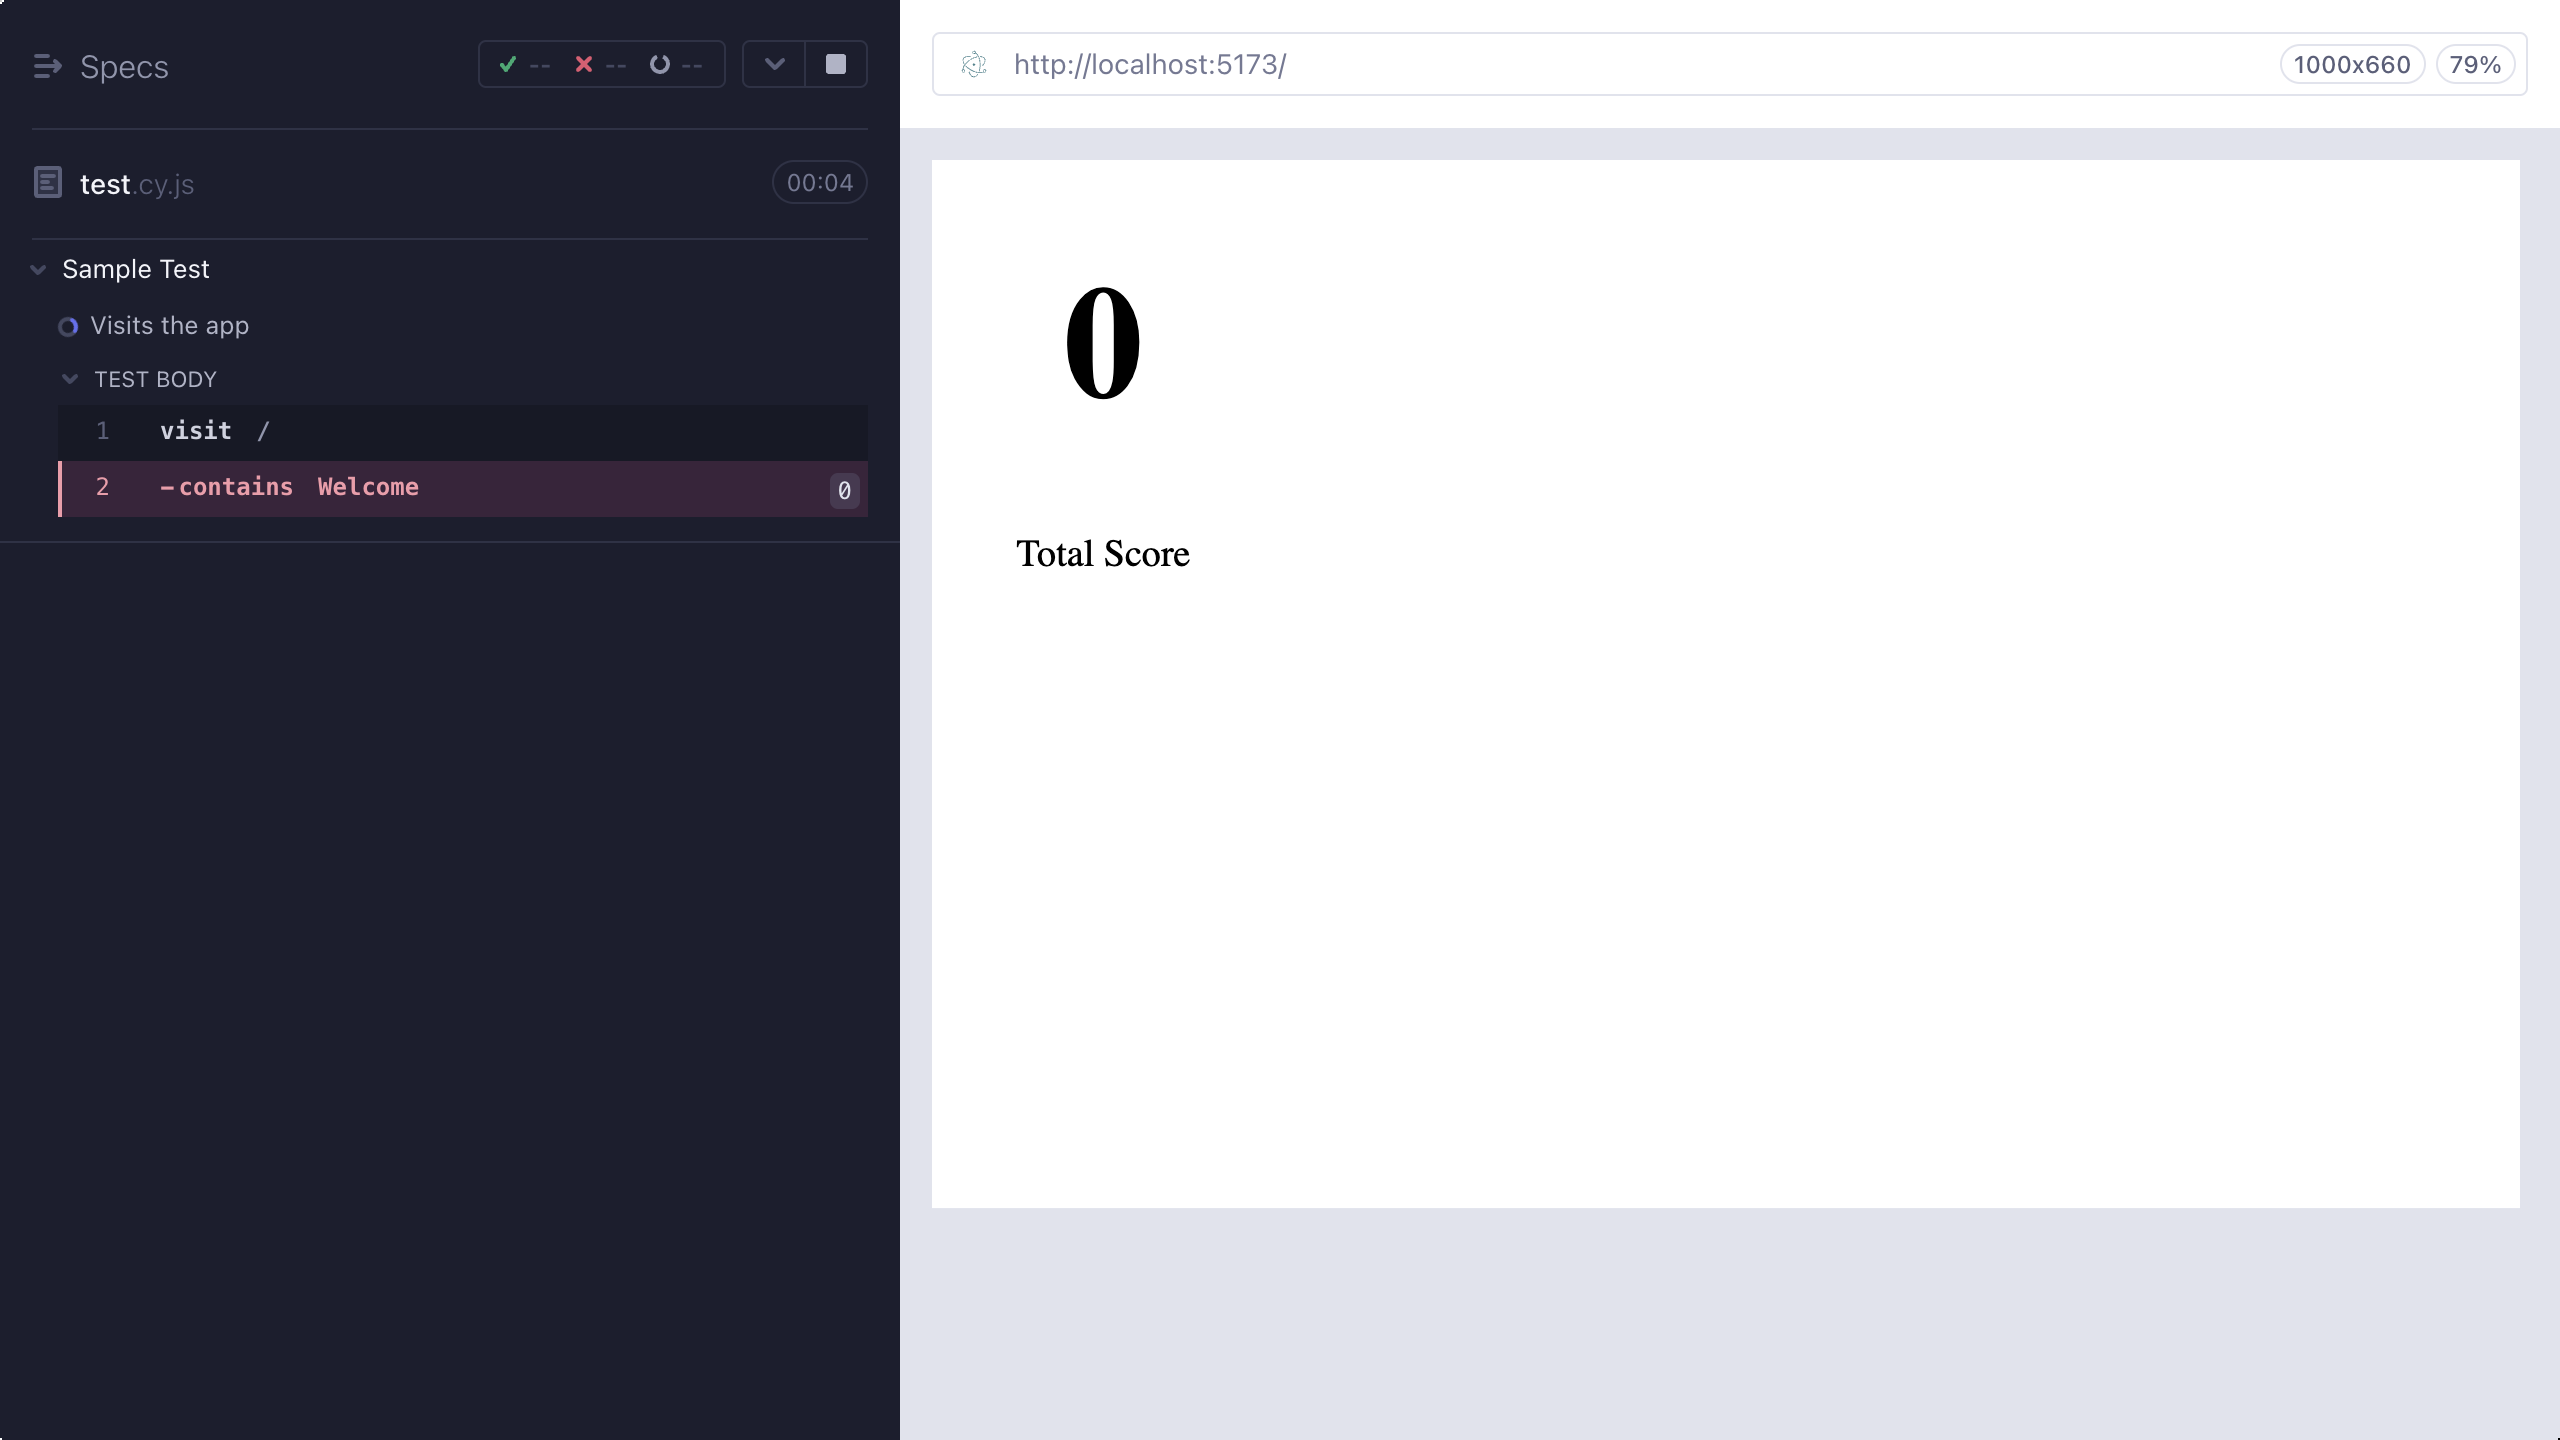 Specs
-- -- --
test.cy.js
00:04
Sample Test
Visits the app
TEST BODY
1 visit /
2 -contains Welcome 0
http://localhost:5173/
1000x660
79%
0
Total Score